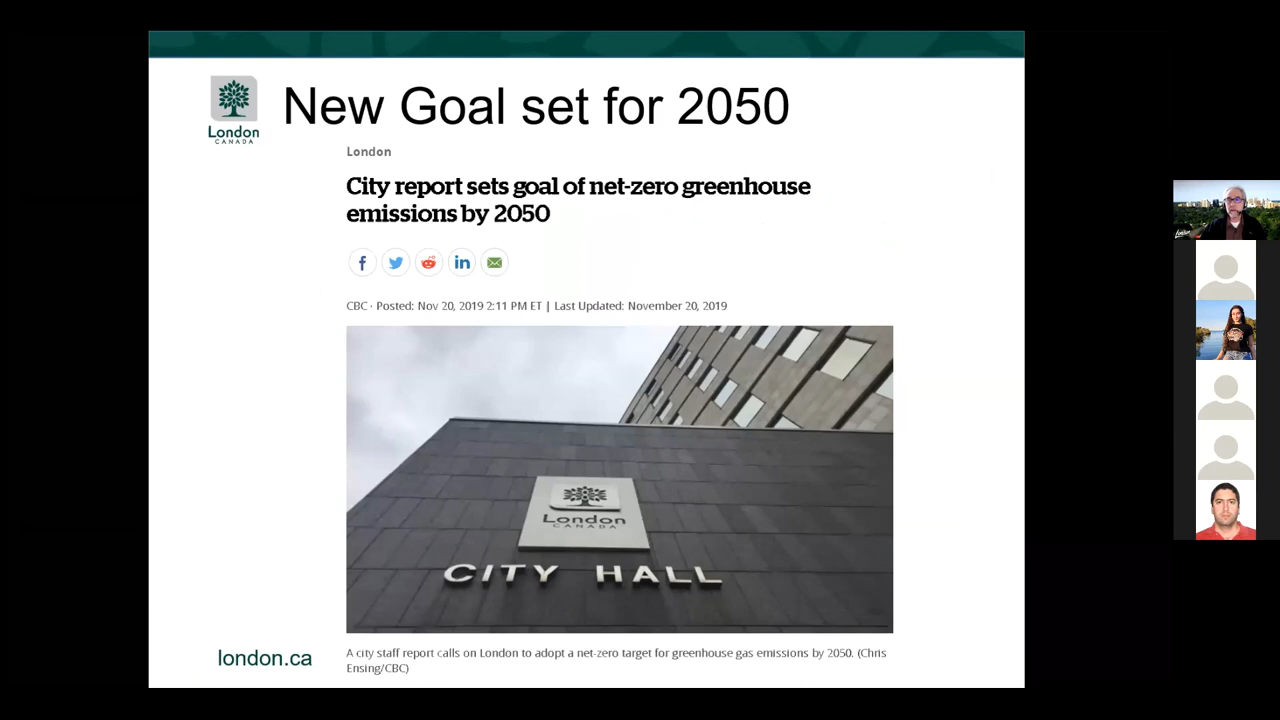 London
CANADA
New Goal set for 2050
London
City report sets goal of net-zero greenhouse
emissions by 2050
CBC · Posted: Nov 20, 2019 2:11 PM ET | Last Updated: November 20, 2019
London
CANADA
CITY HALL
A city staff report calls on London to adopt a net-zero target for greenhouse gas emissions by 2050. (Chris
Ensing/CBC)
london.ca
London